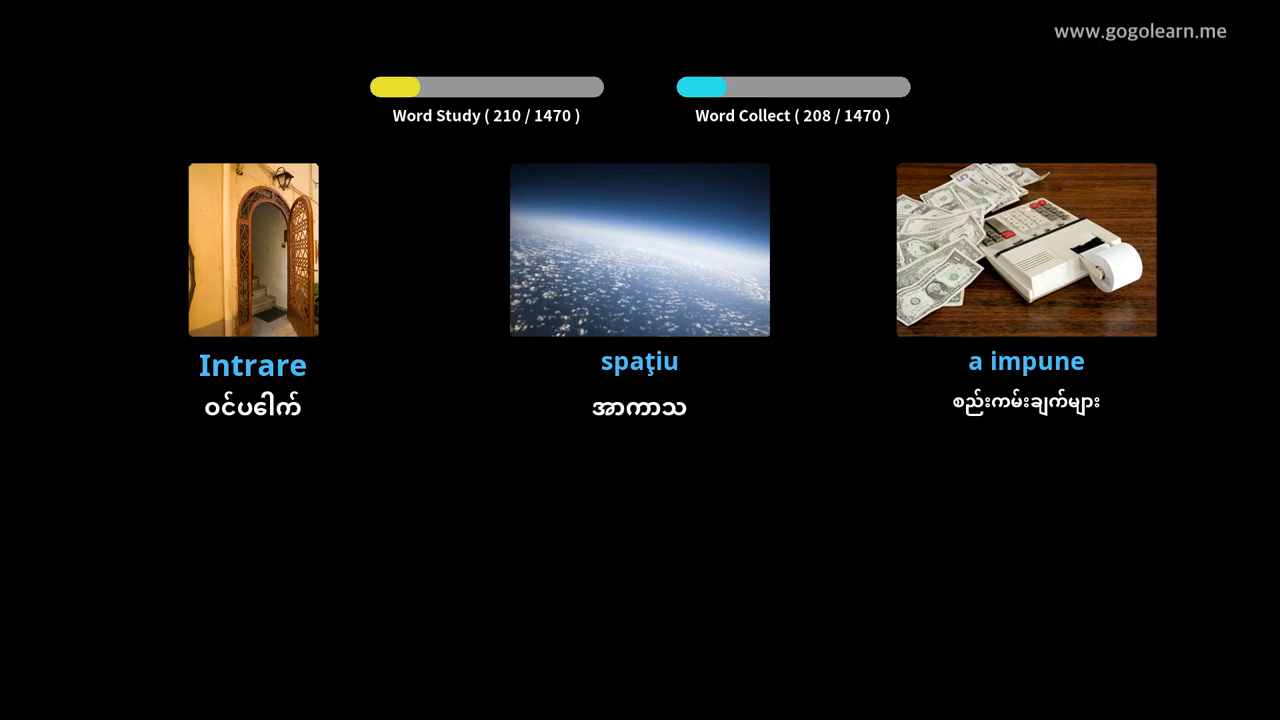 www.gogolearn.me
Word Study ( 210 / 1470 )
Word Collect ( 208 / 1470 )
Intrare
ဝင်ပေါက်
spaţiu
အာကာသ
a impune
စည်းကမ်းချက်များ